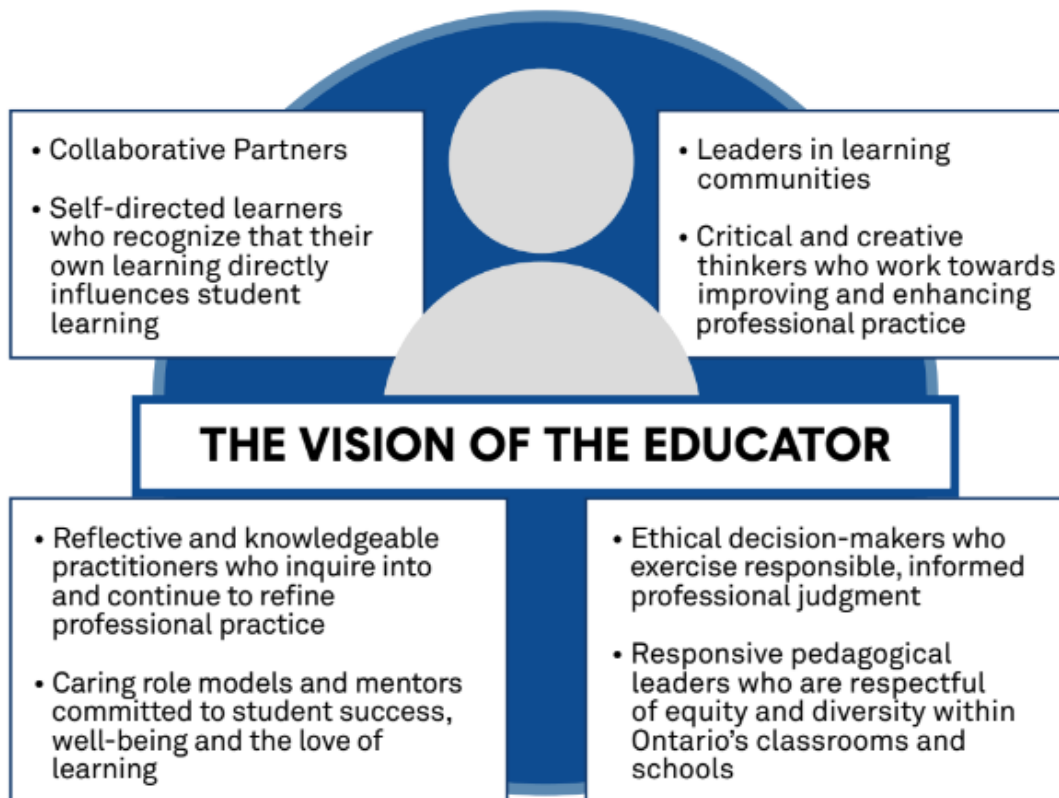 • Collaborative Partners
• Self-directed learners
who recognize that their
own learning directly
influences student
learning
• Leaders in learning
communities
• Critical and creative
thinkers who work towards
improving and enhancing
professional practice
THE VISION OF THE EDUCATOR
• Reflective and knowledgeable
practitioners who inquire into
and continue to refine
professional practice
• Caring role models and mentors
committed to student success,
well-being and the love of
learning
• Ethical decision-makers who
exercise responsible, informed
professional judgment
• Responsive pedagogical
leaders who are respectful
of equity and diversity within
Ontario's classrooms and
schools